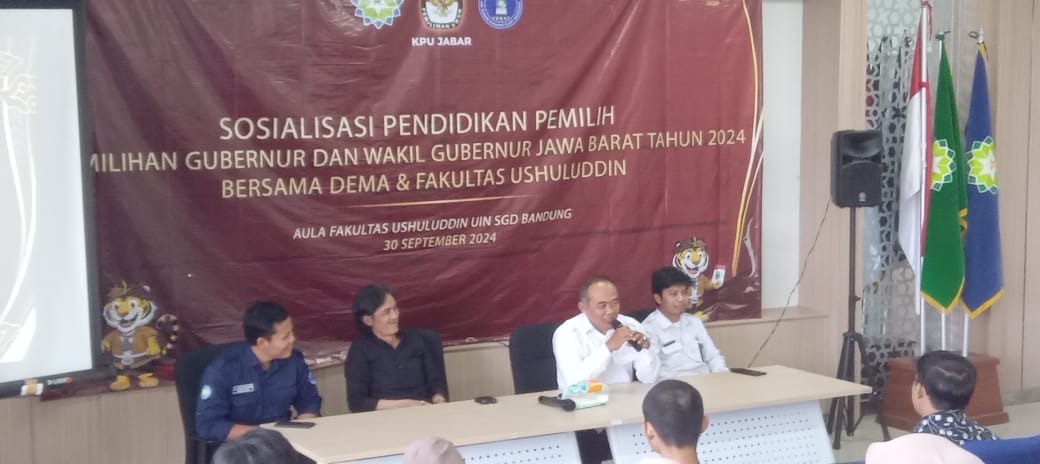 KPU JABAR
SOSIALISASI PENDIDIKAN PEMILIH
MILIHAN GUBERNUR DAN WAKIL GUBERNUR JAWA BARAT TAHUN 2024
BERSAMA DEMA & FAKULTAS USHULUDDIN
AULA FAKULTAS USHULUDDIN UIN SGD BANDUNG
30 SEPTEMBER 2024